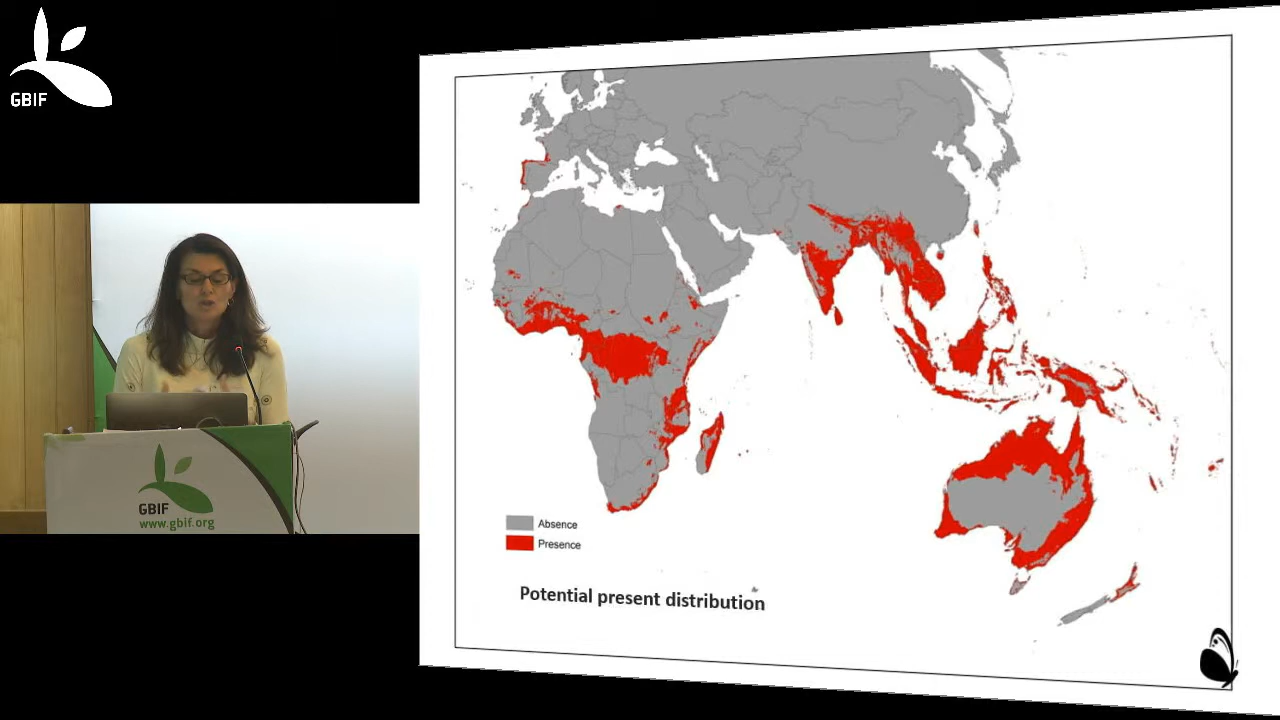 GBIF
GBIF
www.gbif.org
Absence
Presence
Potential present distribution